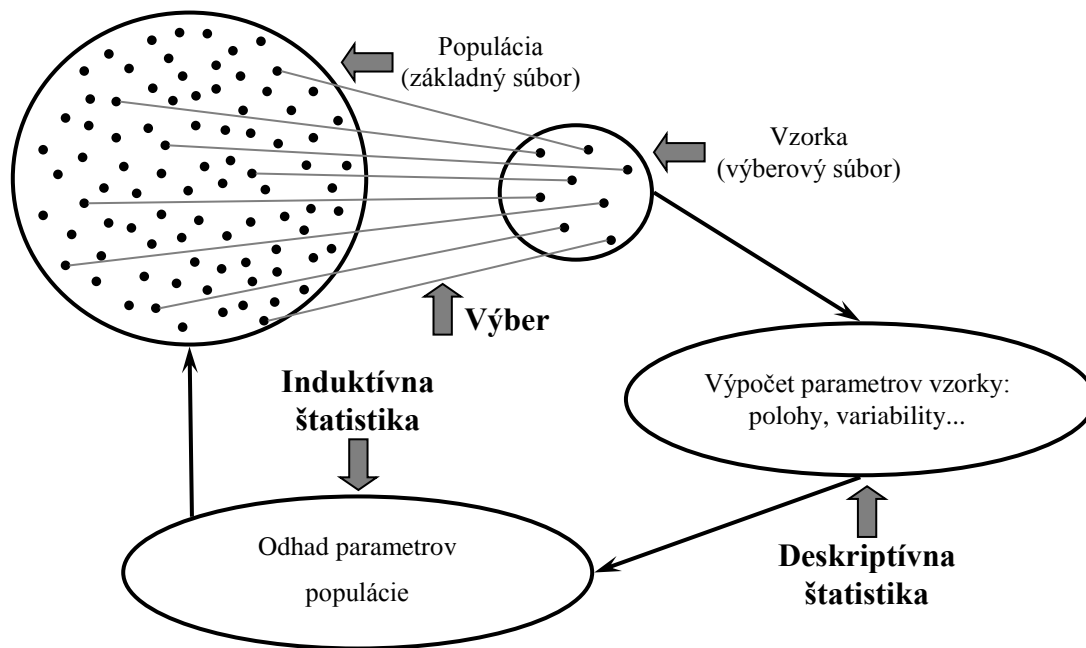 Populácia
(základný súbor)
Vzorka
(výberový súbor)
Výber
Induktívna
štatistika
Výpočet parametrov vzorky:
polohy, variability...
Odhad parametrov
populácie
Deskriptívna
štatistika